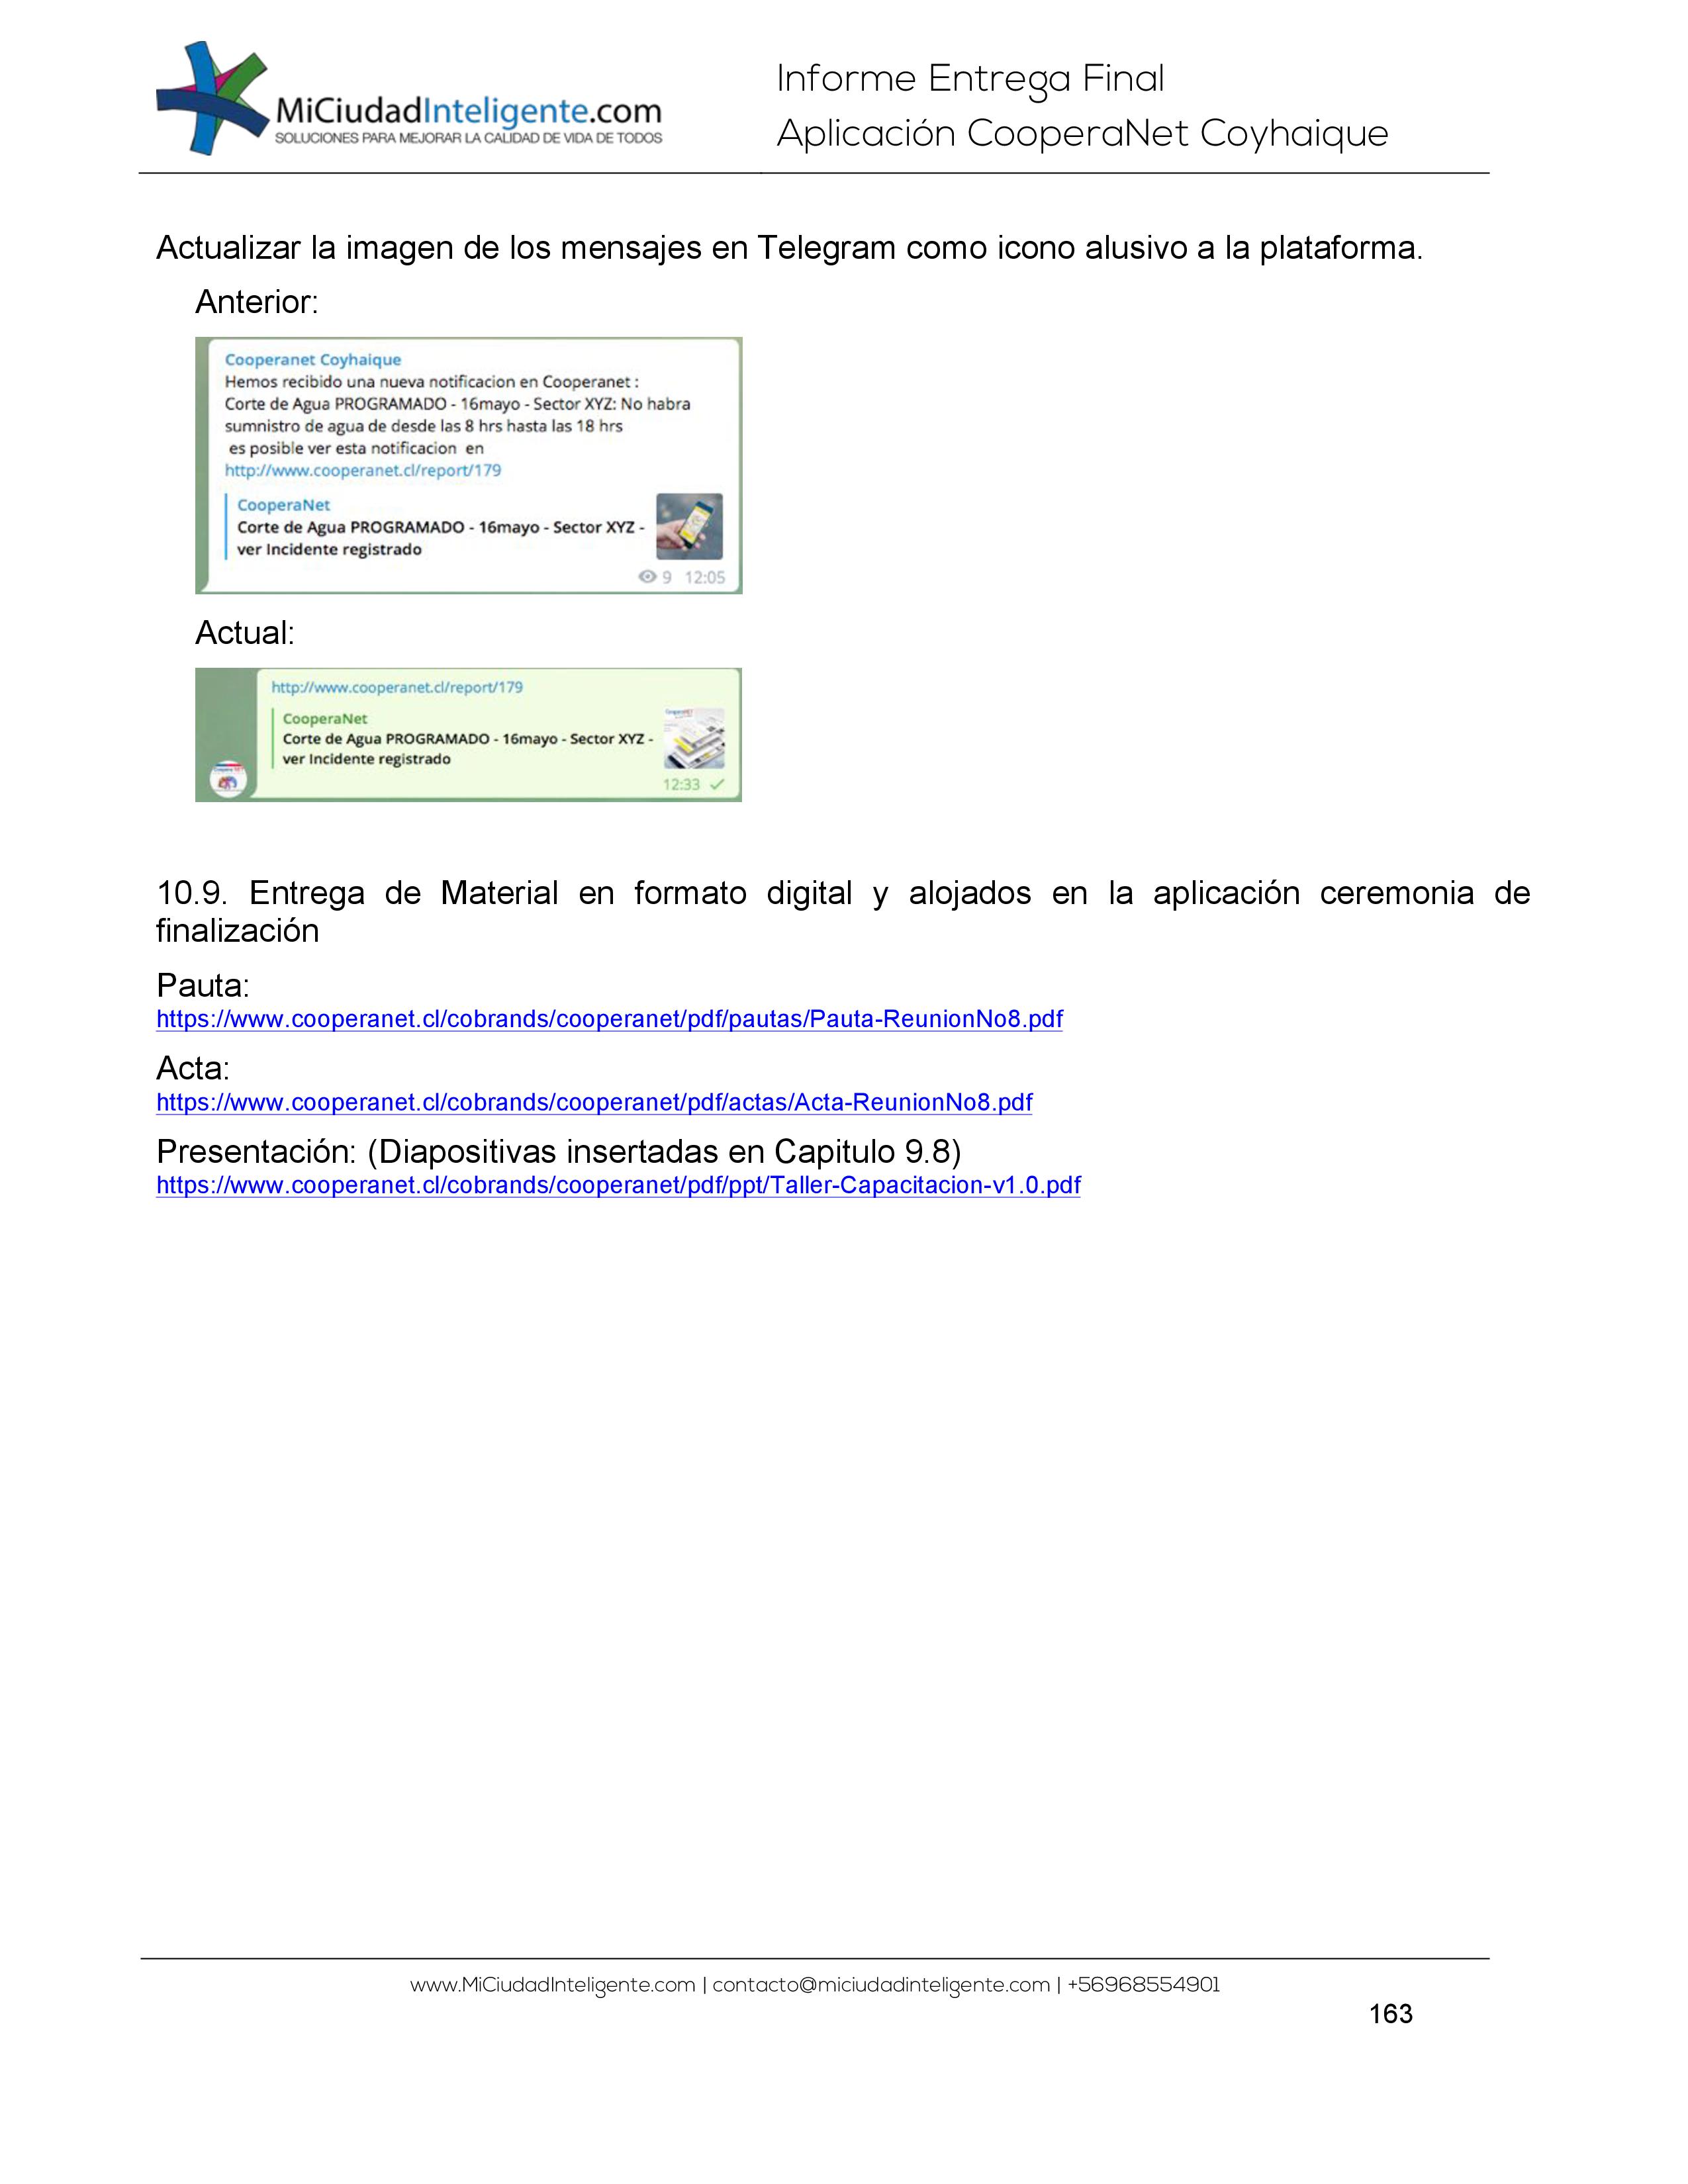 MiCiudadInteligente.com
SOLUCIONES PARA MEJORAR LA CALIDAD DE VIDA DE TODOS
Informe Entrega Final
Aplicación CooperaNet Coyhaique
Actualizar la imagen de los mensajes en Telegram como icono alusivo a la plataforma.
Anterior:
Cooperanet Coyhaique
Hemos recibido una nueva notificacion en Cooperanet :
Corte de Agua PROGRAMADO - 16mayo - Sector XYZ: No habra
sumnistro de agua de desde las 8 hrs hasta las 18 hrs
es posible ver esta notificacion en
http://www.cooperanet.cl/report/179
CooperaNet
Corte de Agua PROGRAMADO - 16mayo - Sector XYZ -
ver Incidente registrado
9 12:05
Actual:
http://www.cooperanet.cl/report/179
CooperaNet
Corte de Agua PROGRAMADO - 16mayo - Sector XYZ -
ver Incidente registrado
12:33
10.9. Entrega de Material en formato digital y alojados en la aplicación ceremonia de
finalización
Pauta:
https://www.cooperanet.cl/cobrands/cooperanet/pdf/pautas/Pauta-ReunionNo8.pdf
Acta:
https://www.cooperanet.cl/cobrands/cooperanet/pdf/actas/Acta-ReunionNo8.pdf
Presentación: (Diapositivas insertadas en Capitulo 9.8)
https://www.cooperanet.cl/cobrands/cooperanet/pdf/ppt/Taller-Capacitacion-v1.0.pdf
www.MiCiudadInteligente.com | contacto@miciudadinteligente.com | +56968554901
163